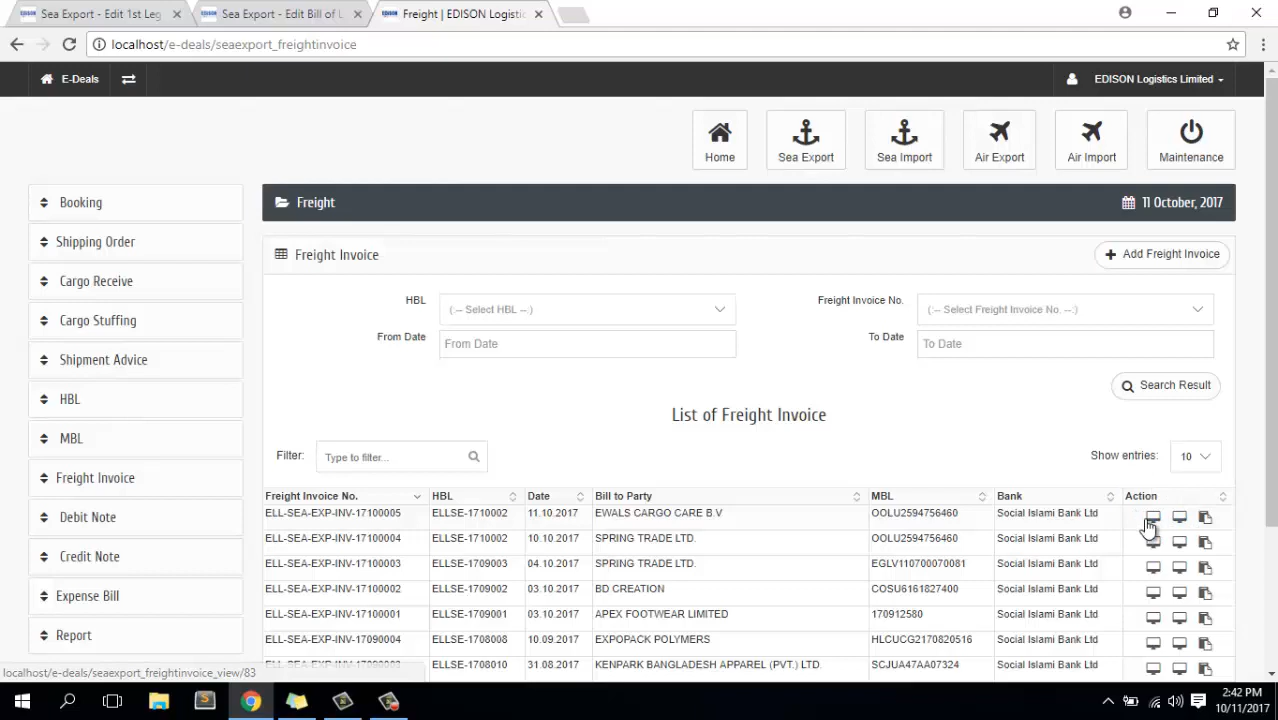 Sea Export - Edit 1st Leg
Sea Export - Edit Bill of L
Freight | EDISON Logistic
localhost/e-deals/seaexport_freightinvoice
E-Deals
EDISON Logistics Limited
Home
Sea Export
Sea Import
Air Export
Air Import
Maintenance
Booking
Shipping Order
Cargo Receive
Cargo Stuffing
Shipment Advice
HBL
MBL
Freight Invoice
Debit Note
Credit Note
Expense Bill
Report
Freight
11 October, 2017
Freight Invoice
Add Freight Invoice
HBL
(:-- Select HBL --:)
Freight Invoice No.
(:-- Select Freight Invoice No. --:)
From Date
From Date
To Date
To Date
Search Result
List of Freight Invoice
Filter:
Type to filter...
Show entries:
10
Freight Invoice No. HBL Date Bill to Party MBL Bank Action
ELL-SEA-EXP-INV-17100005 ELLSE-1710002 11.10.2017 EWALS CARGO CARE B.V OOLU2594756460 Social Islami Bank Ltd
ELL-SEA-EXP-INV-17100004 ELLSE-1710002 10.10.2017 SPRING TRADE LTD. OOLU2594756460 Social Islami Bank Ltd
ELL-SEA-EXP-INV-17100003 ELLSE-1709003 04.10.2017 SPRING TRADE LTD. EGLV110700070081 Social Islami Bank Ltd
ELL-SEA-EXP-INV-17100002 ELLSE-1709002 03.10.2017 BD CREATION COSU6161827400 Social Islami Bank Ltd
ELL-SEA-EXP-INV-17100001 ELLSE-1709001 03.10.2017 APEX FOOTWEAR LIMITED 170912580 Social Islami Bank Ltd
ELL-SEA-EXP-INV-17090004 ELLSE-1708008 10.09.2017 EXPOPACK POLYMERS HLCUCG2170820516 Social Islami Bank Ltd
ELL-SEA-EXP-INV-17090003 ELLSE-1708010 31.08.2017 KENPARK BANGLADESH APPAREL (PVT.) LTD. SCJUA47AA07324 Social Islami Bank Ltd
localhost/e-deals/seaexport_freightinvoice_view/83
2:42 PM
10/11/2017